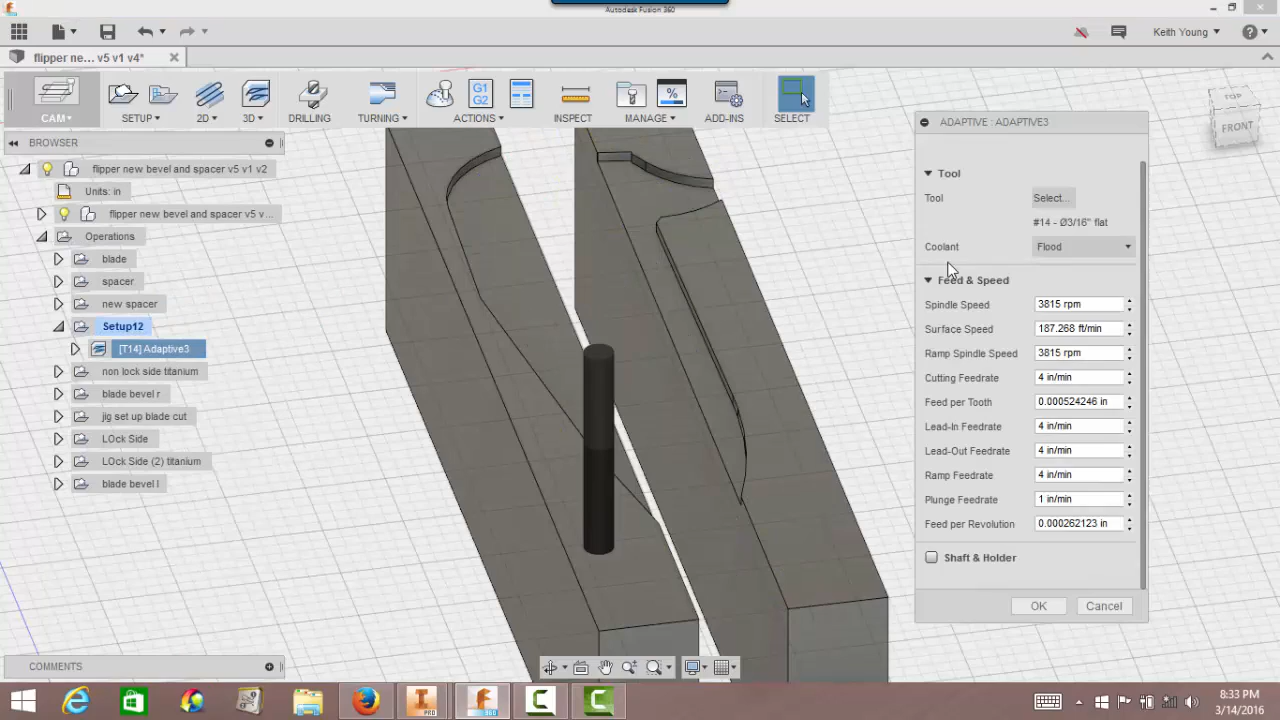 Autodesk Fusion 360
Keith Young
flipper ne... v5 v1 v4*
CAM
SETUP
2D
3D
DRILLING
TURNING
G1
G2
ACTIONS
INSPECT
%
MANAGE
ADD-INS
SELECT
BROWSER
flipper new bevel and spacer v5 v1 v2
Units: in
flipper new bevel and spacer v5 v...
Operations
blade
spacer
new spacer
Setup12
[T14] Adaptive3
non lock side titanium
blade bevel r
jig set up blade cut
LOck Side
LOck Side (2) titanium
blade bevel l
COMMENTS
TOP
FRONT
ADAPTIVE : ADAPTIVE3
Tool
Tool Select...
#14 - Ø3/16" flat
Coolant Flood
Feed & Speed
Spindle Speed 3815 rpm
Surface Speed 187.268 ft/min
Ramp Spindle Speed 3815 rpm
Cutting Feedrate 4 in/min
Feed per Tooth 0.000524246 in
Lead-In Feedrate 4 in/min
Lead-Out Feedrate 4 in/min
Ramp Feedrate 4 in/min
Plunge Feedrate 1 in/min
Feed per Revolution 0.000262123 in
Shaft & Holder
OK Cancel
PRO
360
8:33 PM
3/14/2016